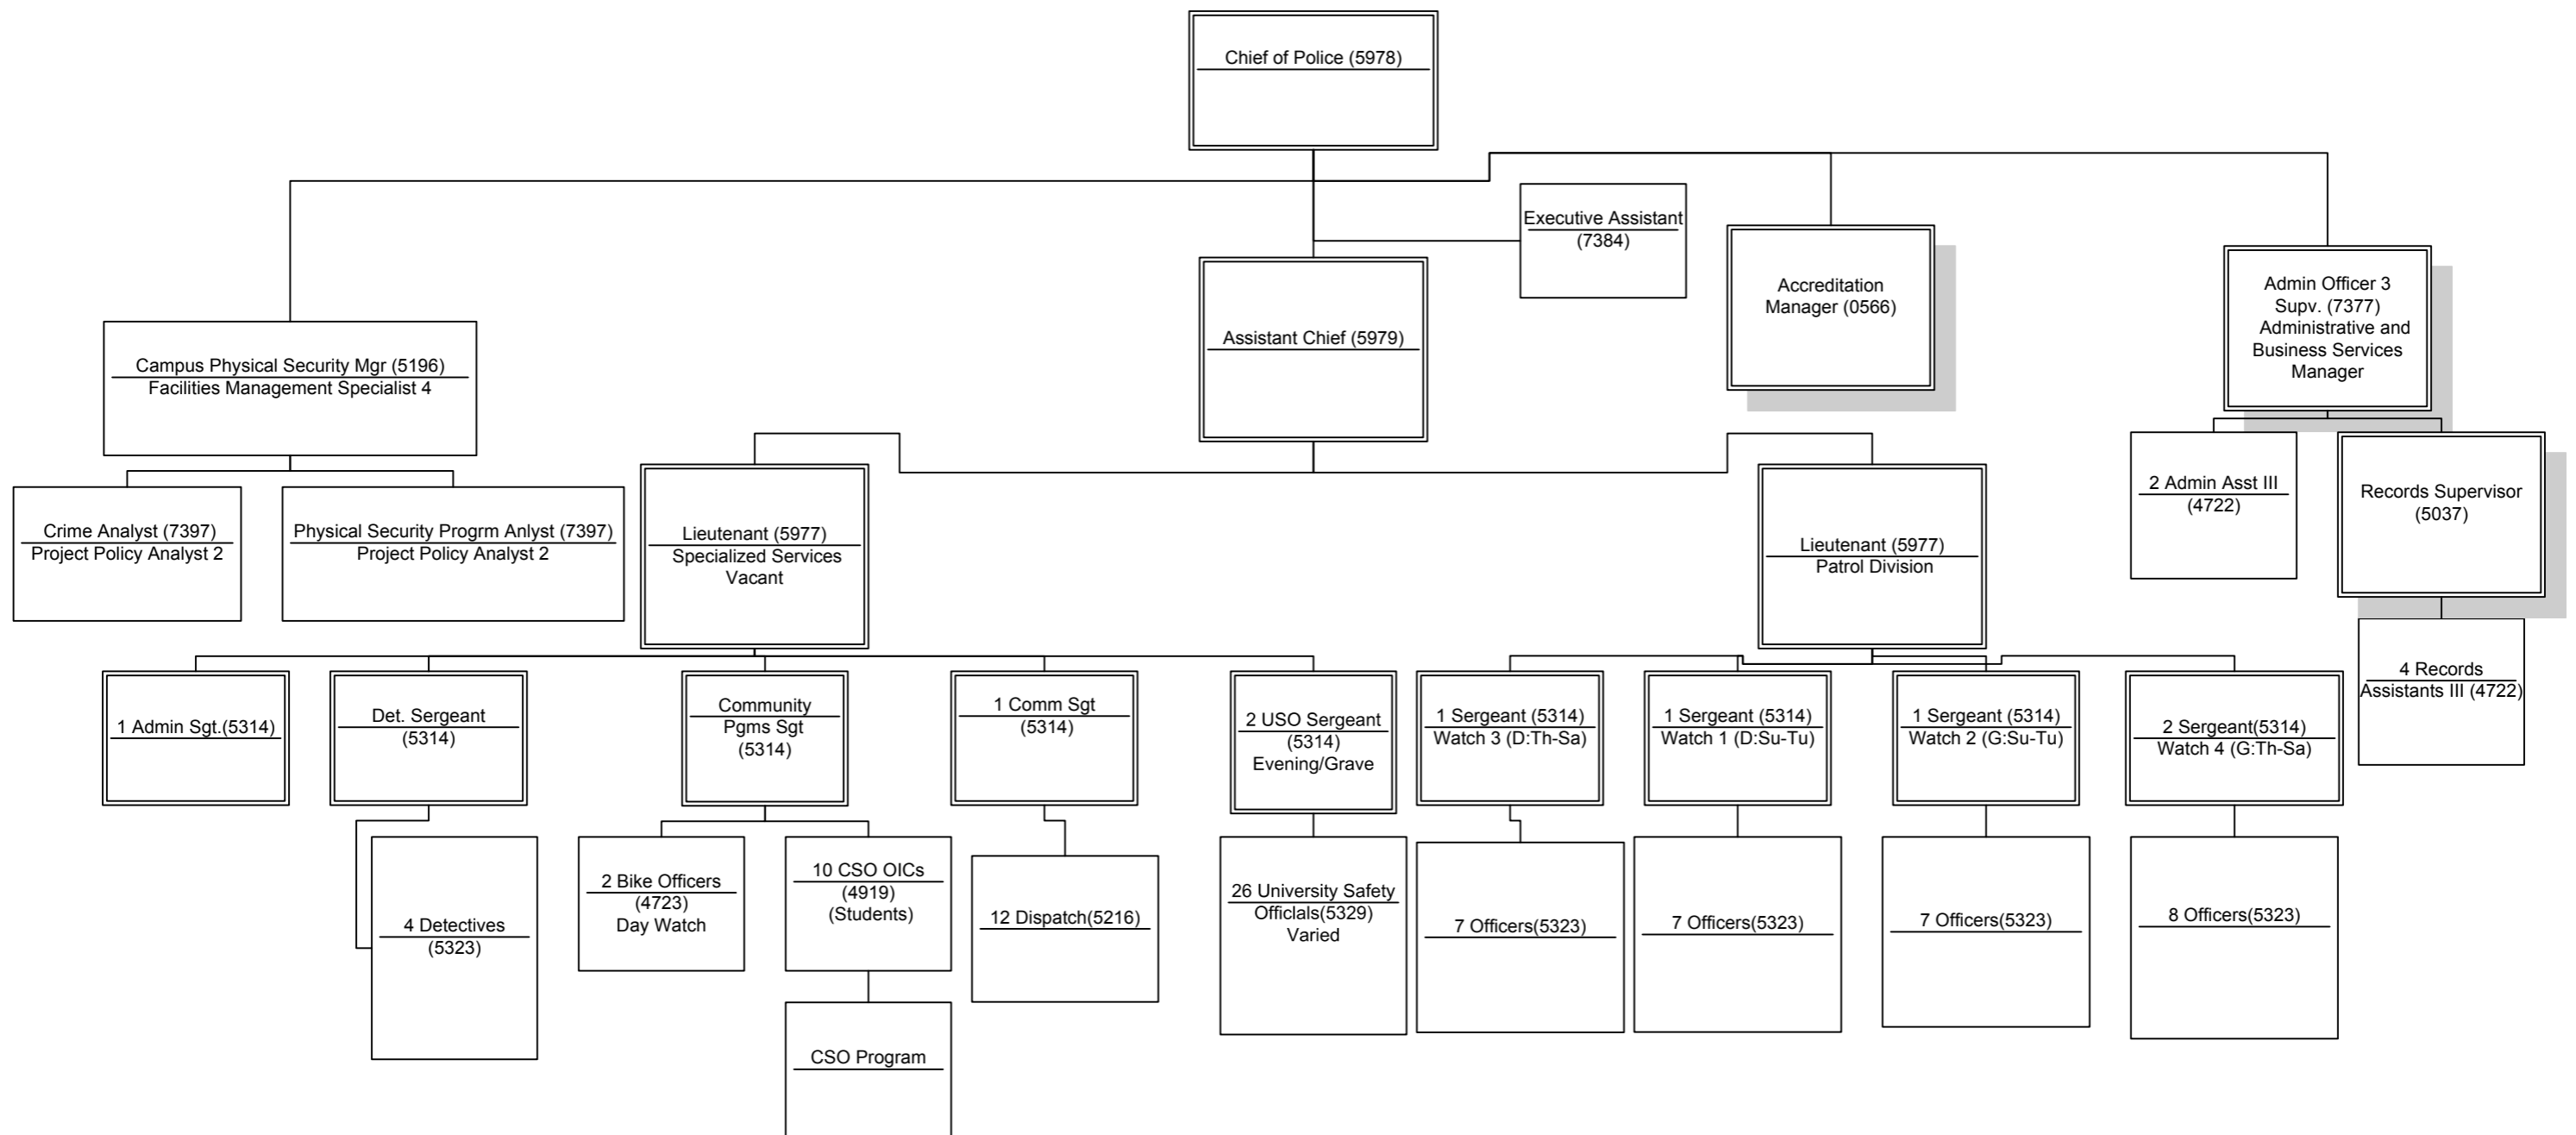 Chief of Police (5978)
Executive Assistant
(7384)
Accreditation
Manager (0566)
Admin Officer 3
Supv. (7377)
Administrative and
Business Services
Manager
Assistant Chief (5979)
Campus Physical Security Mgr (5196)
Facilities Management Specialist 4
2 Admin Asst III
(4722)
Records Supervisor
(5037)
Crime Analyst (7397)
Project Policy Analyst 2
Physical Security Progrm Anlyst (7397)
Project Policy Analyst 2
Lieutenant (5977)
Specialized Services
Vacant
Lieutenant (5977)
Patrol Division
4 Records
Assistants III (4722)
1 Admin Sgt.(5314)
Det. Sergeant
(5314)
Community
Pgms Sgt
(5314)
1 Comm Sgt
(5314)
2 USO Sergeant
(5314)
Evening/Grave
1 Sergeant (5314)
Watch 3 (D:Th-Sa)
1 Sergeant (5314)
Watch 1 (D:Su-Tu)
1 Sergeant (5314)
Watch 2 (G:Su-Tu)
2 Sergeant(5314)
Watch 4 (G:Th-Sa)
4 Detectives
(5323)
2 Bike Officers
(4723)
Day Watch
10 CSO OICs
(4919)
(Students)
12 Dispatch(5216)
26 University Safety
Officlals(5329)
Varied
7 Officers(5323)
7 Officers(5323)
7 Officers(5323)
8 Officers(5323)
CSO Program